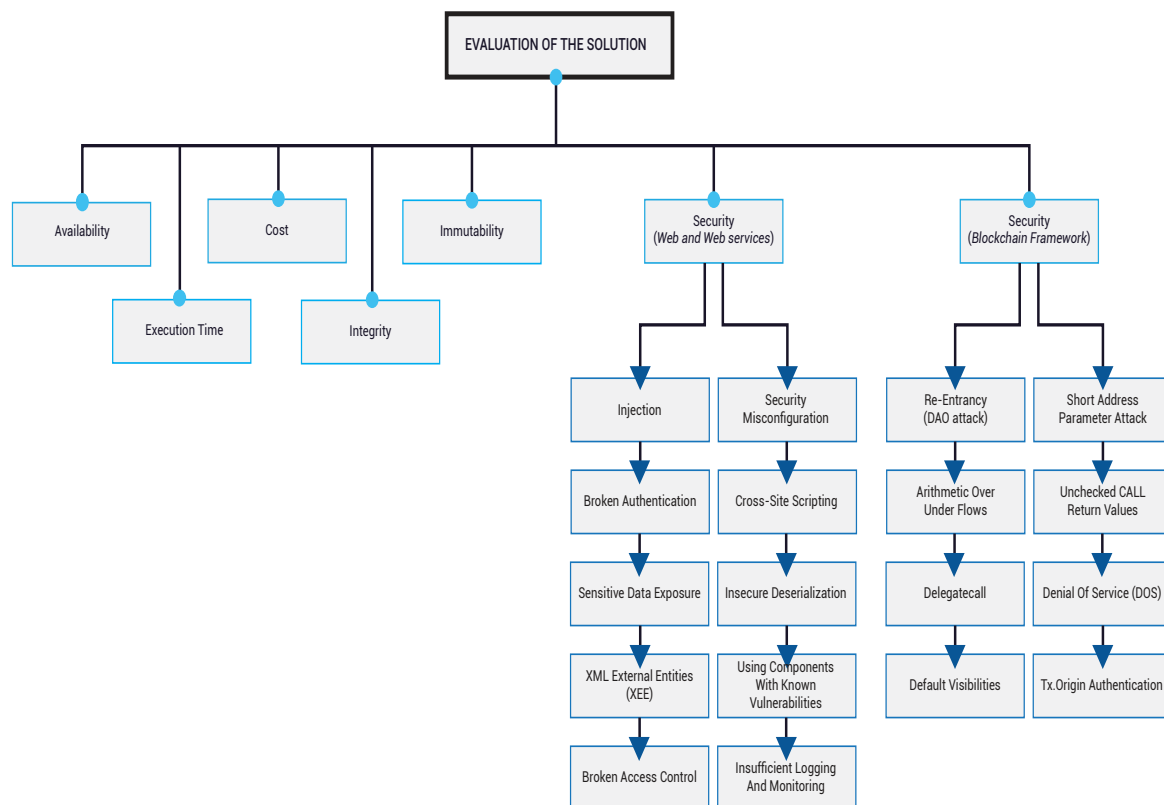 EVALUATION OF THE SOLUTION
Availability
Cost
Immutability
Security
(Web and Web services)
Security
(Blockchain Framework)
Execution Time
Integrity
Injection
Security
Misconfiguration
Re-Entrancy
(DAO attack)
Short Address
Parameter Attack
Broken Authentication
Cross-Site Scripting
Arithmetic Over
Under Flows
Unchecked CALL
Return Values
Sensitive Data Exposure
Insecure Deserialization
Delegatecall
Denial Of Service (DOS)
XML External Entities
(XEE)
Using Components
With Known
Vulnerabilities
Default Visibilities
Tx.Origin Authentication
Broken Access Control
Insufficient Logging
And Monitoring